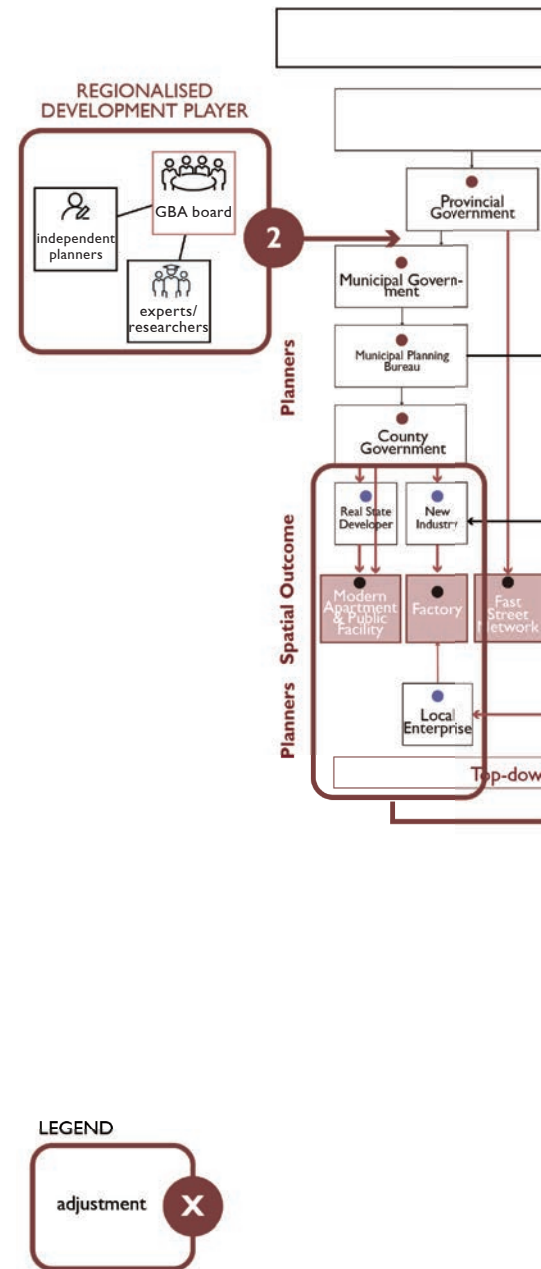 REGIONALISED
DEVELOPMENT PLAYER
GBA board
independent
planners
experts/
researchers
2
Provincial
Government
Municipal Govern-
ment
Municipal Planning
Bureau
County
Government
Planners
Real State
Developer
New
Industry
Spatial Outcome
Modern
Apartment
& Public
Facility
Factory
Fast
Street
Network
Planners
Local
Enterprise
Top-dow
LEGEND
adjustment
X